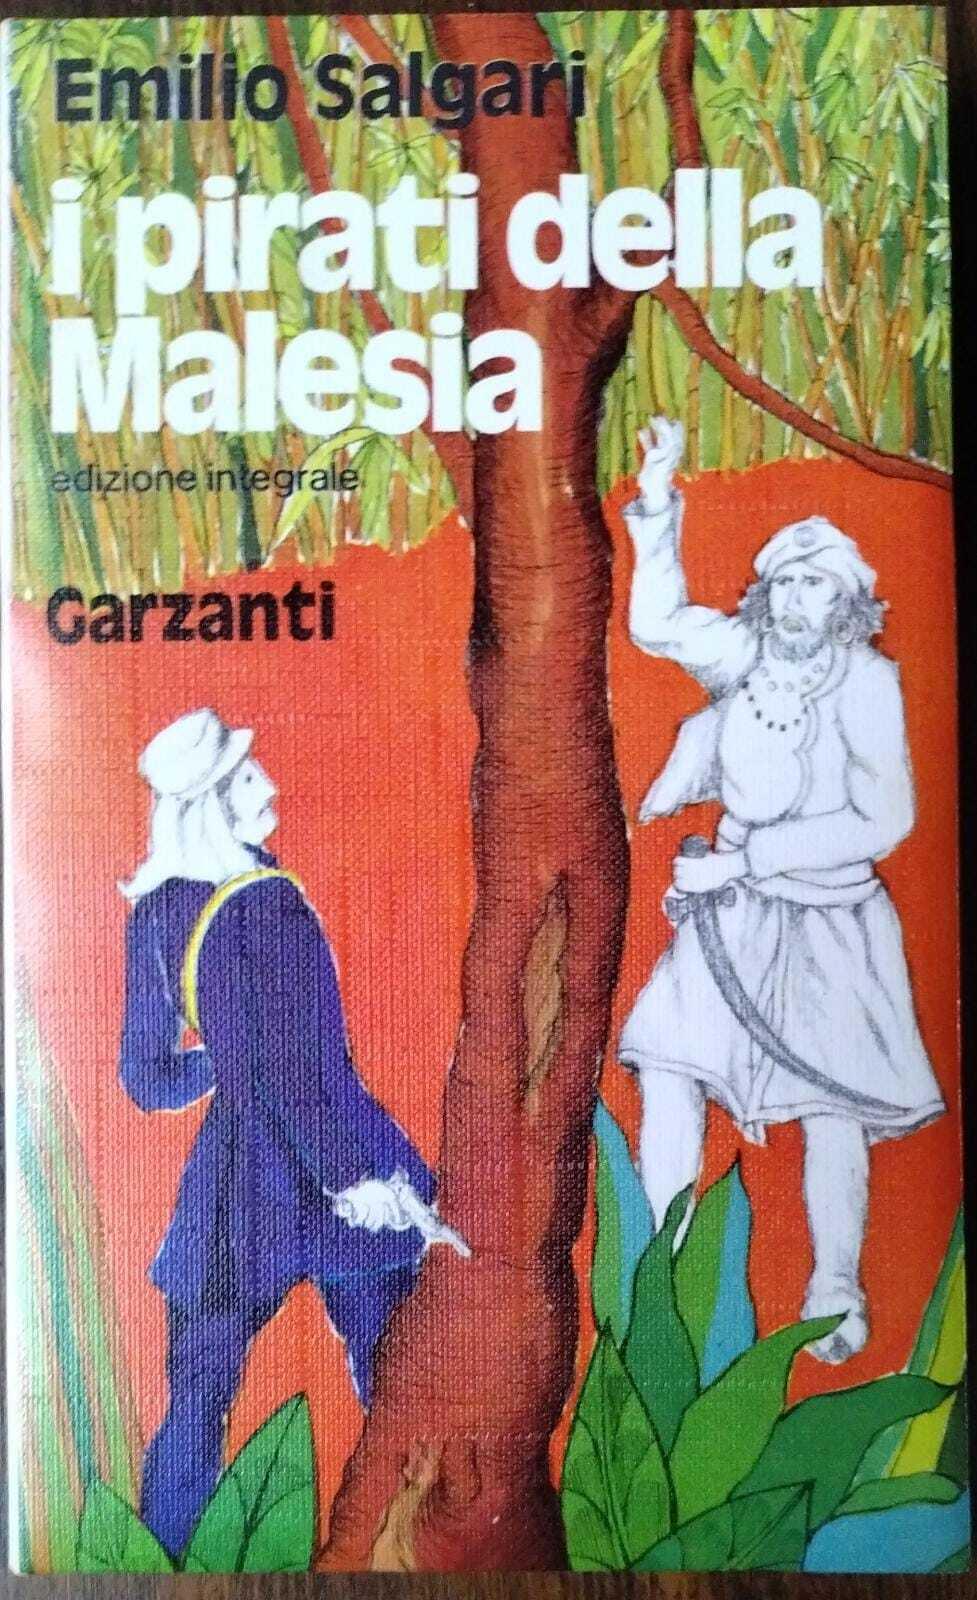 Emilio Salgari
i pirati della
Malesia
edizione integrale
Garzanti